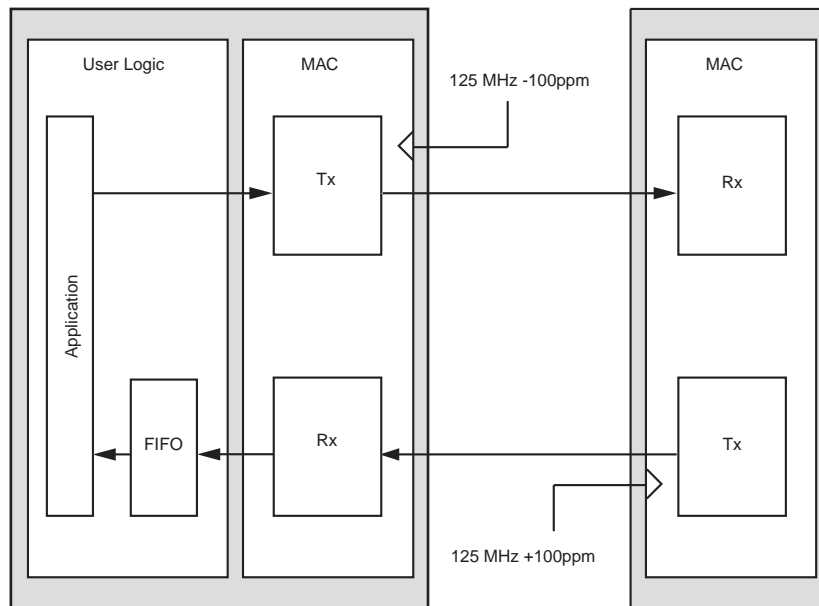 User Logic
MAC
MAC
125 MHz -100ppm
Tx
Rx
Application
FIFO
Rx
Tx
125 MHz +100ppm